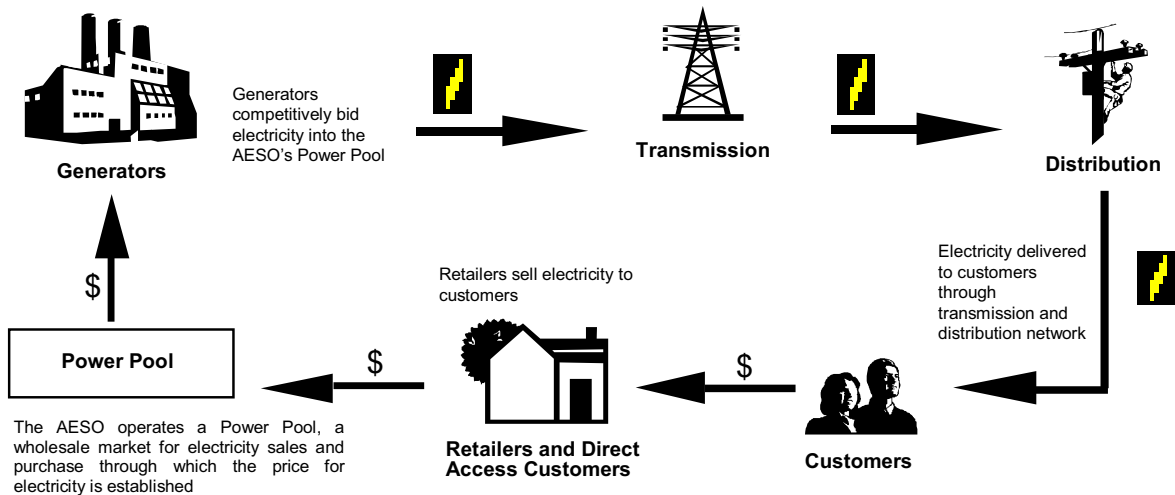 Generators
competitively bid
electricity into the
AESO's Power Pool
Generators
Transmission
Distribution
Electricity delivered
to customers
through
transmission and
distribution network
Customers
$
Retailers sell electricity to
customers
Retailers and Direct
Access Customers
$
Power Pool
The AESO operates a Power Pool, a
wholesale market for electricity sales and
purchase through which the price for
electricity is established
$